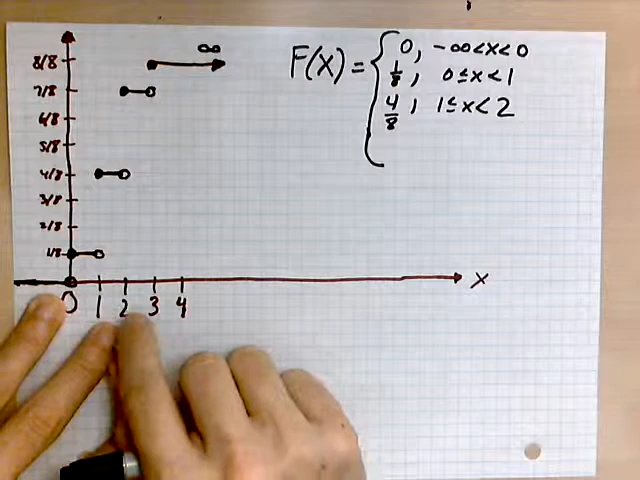 8/8
7/8
6/8
5/8
4/8
3/8
2/8
1/8
∞
0 1 2 3 4
X
F(X) = { 0, -∞<x<0
1/8, 0≤x<1
4/8, 1≤x<2